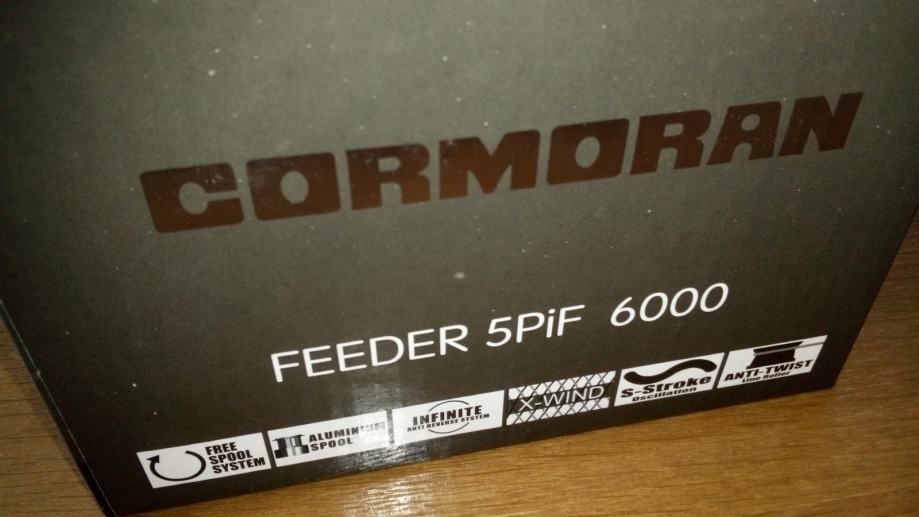 CORMORAN
FEEDER 5PiF 6000
FREE
SPOOL
SYSTEM
ALUMINIUM
SPOOL
INFINITE
ANTI REVERSE SYSTEM
X-WIND
S-Stroke
Oscillation
ANTI-TWIST
Line Roller